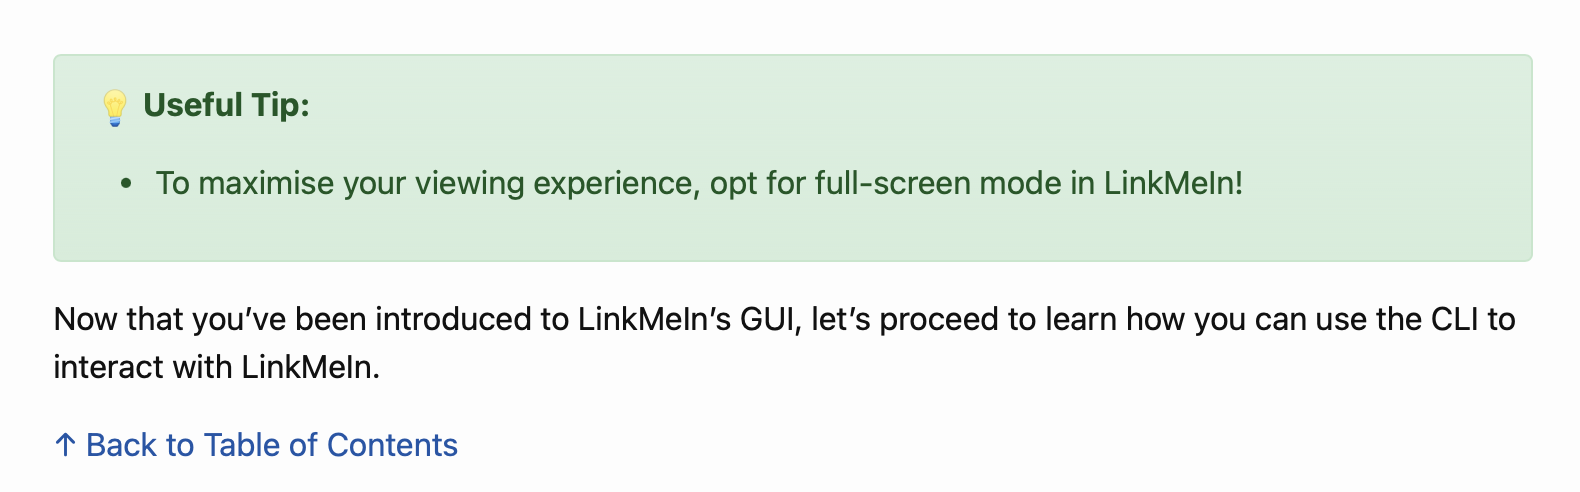 💡 Useful Tip:
• To maximise your viewing experience, opt for full-screen mode in LinkMeIn!
Now that you’ve been introduced to LinkMeIn’s GUI, let’s proceed to learn how you can use the CLI to
interact with LinkMeIn.
↑ Back to Table of Contents